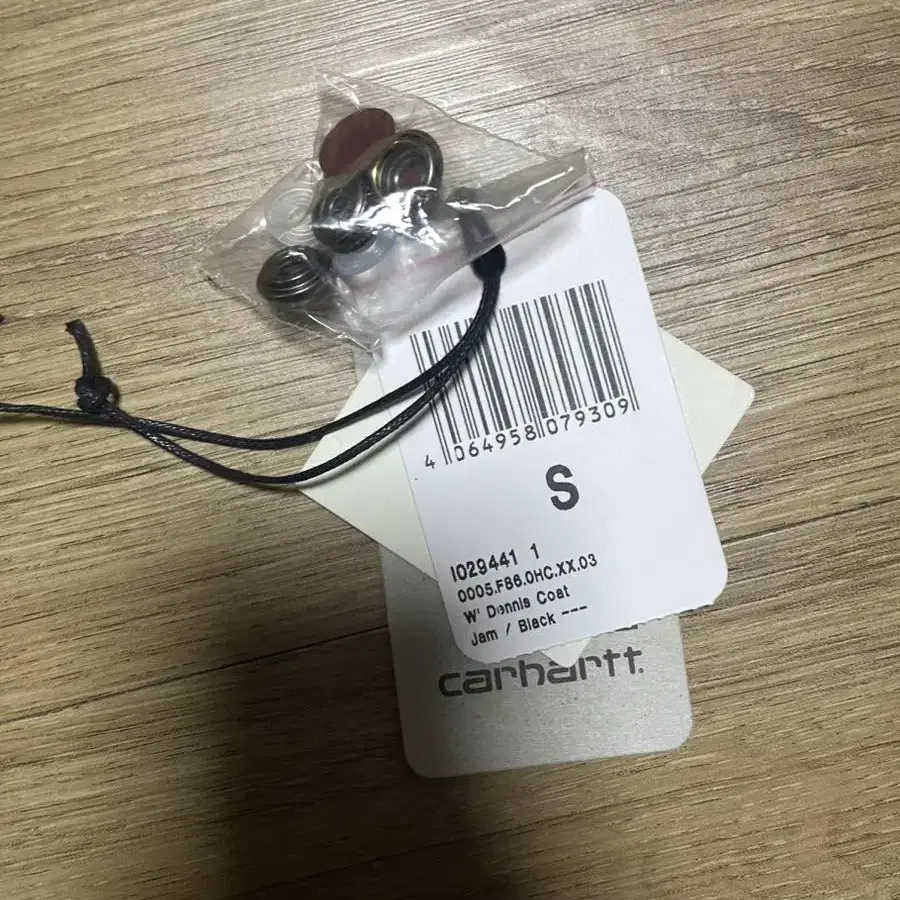 4 064958 079309
S
I029441 1
0005.F86.0HC.XX.03
W' Dennis Coat
Jam / Black ---
carhartt.